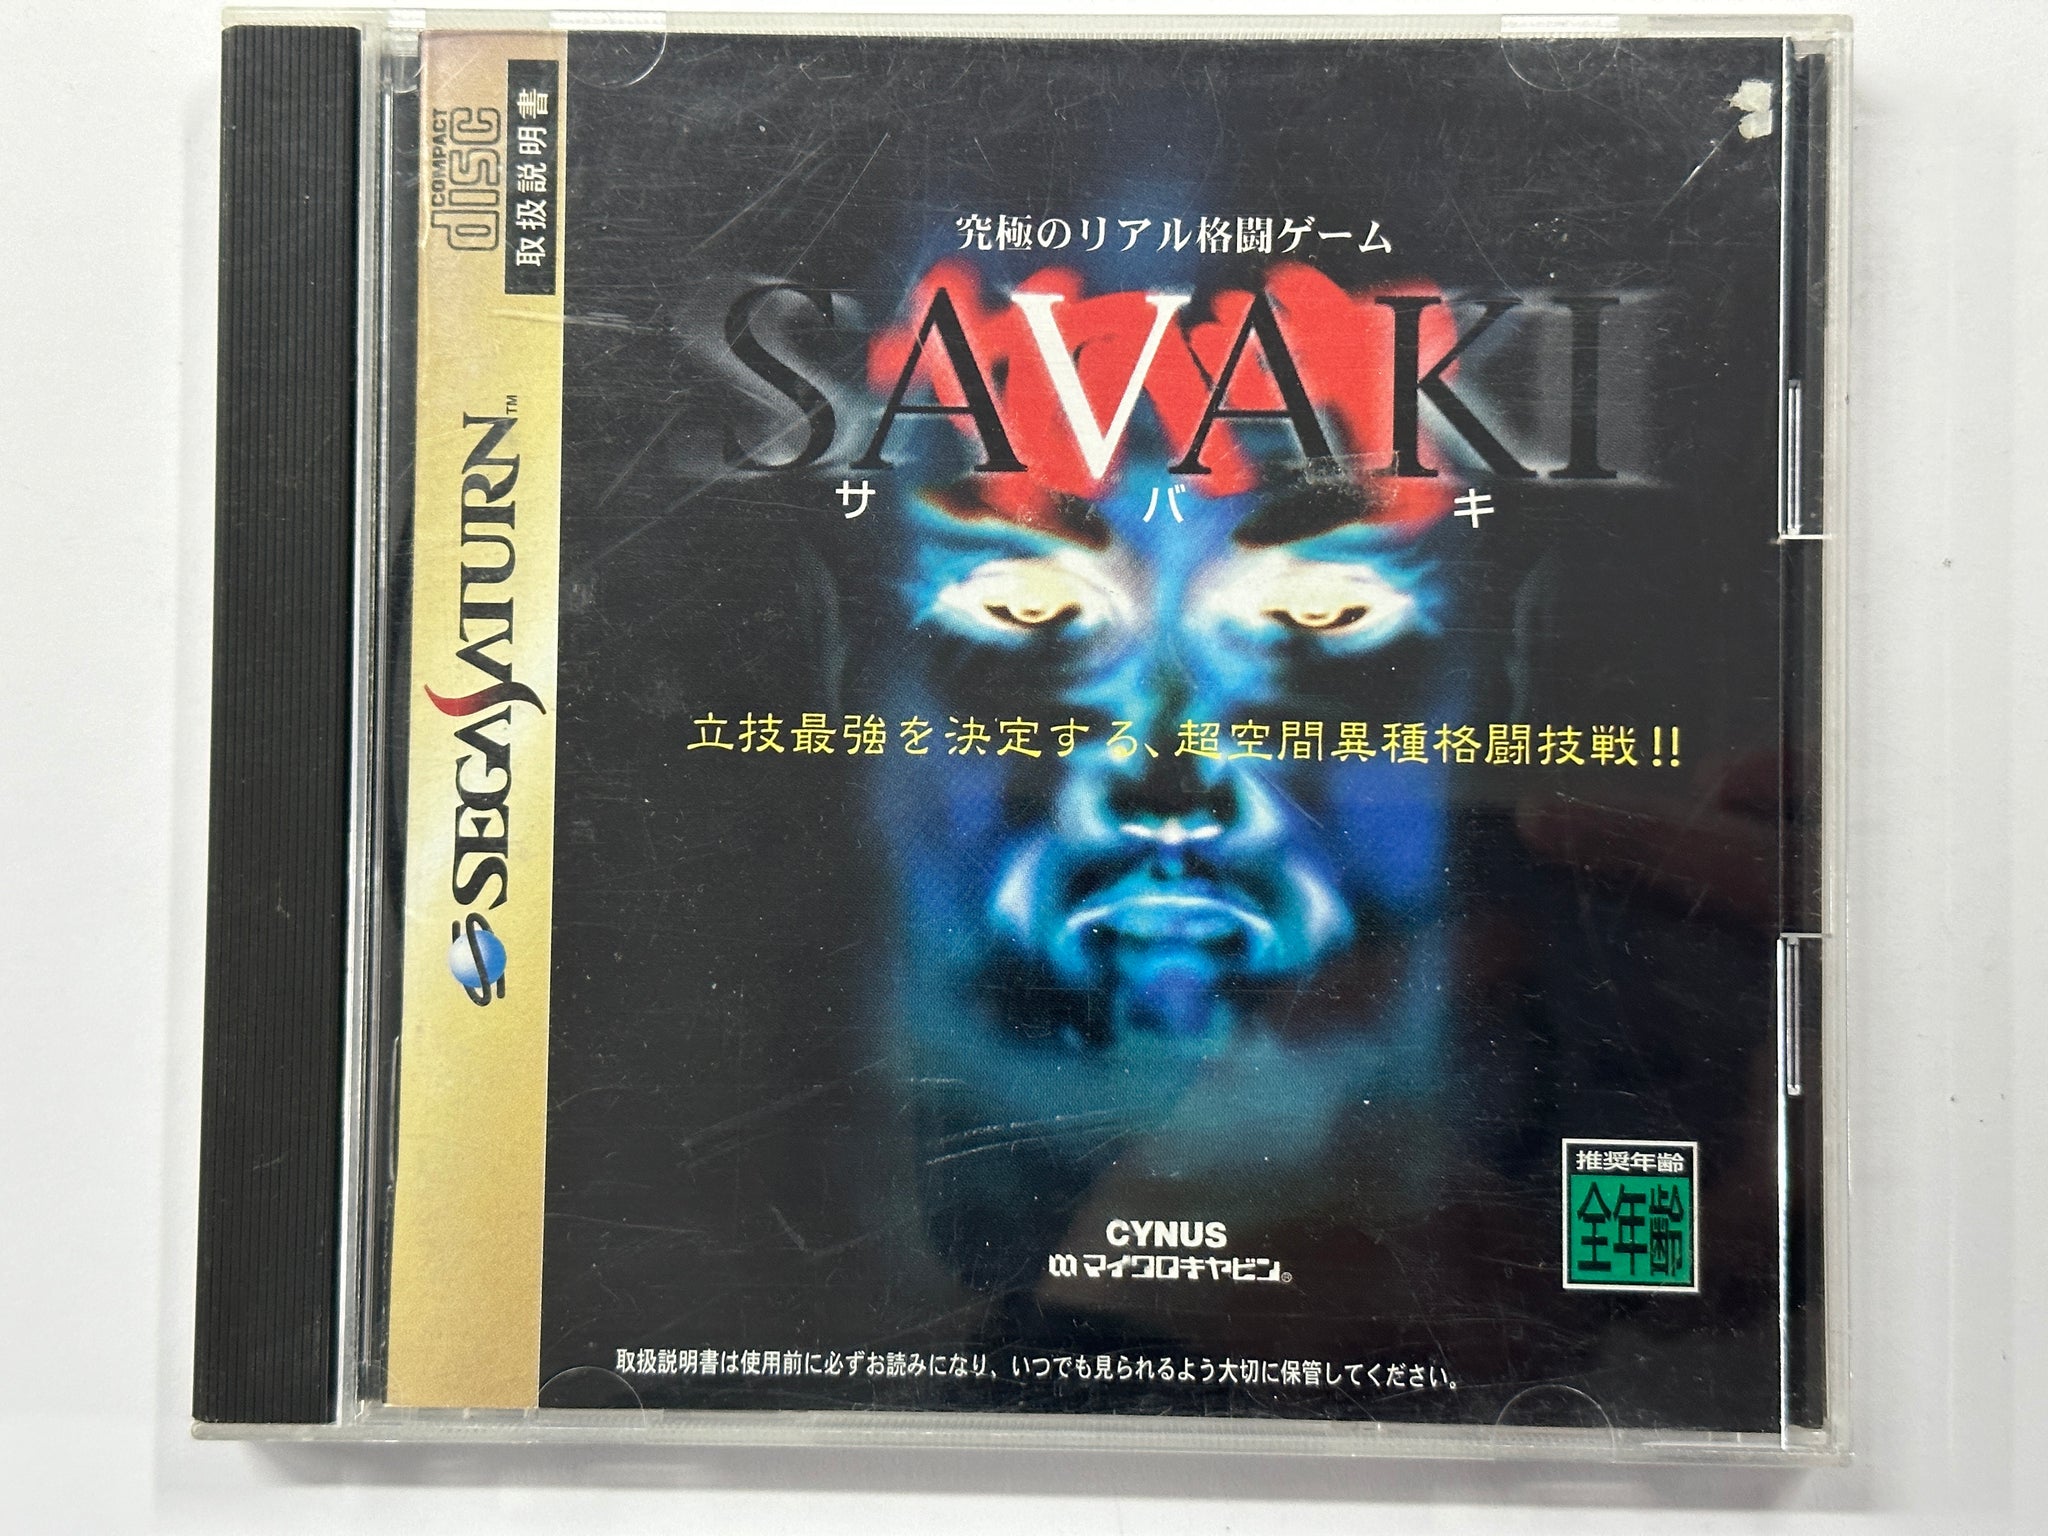 COMPACT
disc
取扱説明書
SEGA SATURN™
究極のリアル格闘ゲーム
SAVAKI
サバキ
立技最強を決定する、超空間異種格闘技戦!!
CYNUS
マイクロキャビン®
推奨年齢
全年齢
取扱説明書は使用前に必ずお読みになり、いつでも見られるよう大切に保管してください。